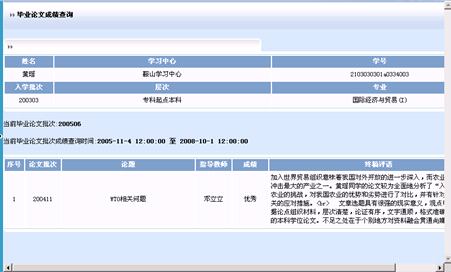 毕业论文成绩查询
姓名 学习中心 学号
黄瑶 鞍山学习中心 2103030301a0334003
入学批次 层次 专业
200303 专科起点本科 国际经济与贸易(I)
当前毕业论文批次:200506
当前毕业论文批次成绩查询时间:2005-11-4 12:00:00 至 2008-10-1 12:00:00
序号 论文批次 论题 指导教师 成绩 终稿评语
1 200411 WTO相关问题 邓立立 优秀
加入世界贸易组织意味着我国对外开放的进一步深入，而农业
冲击最大的产业之一。黄瑶同学的论文较为全面地分析了"入
农业的挑战，对我国农业的优势和劣势进行了对比，并有针对
关的应对措施。<br> 文章选题具有很强的现实意义，观点
据论点组织材料，层次清楚，论证有序，文字通顺，格式准确
的本科学位论文。不足之处在于个别地方对资料融会贯通尚